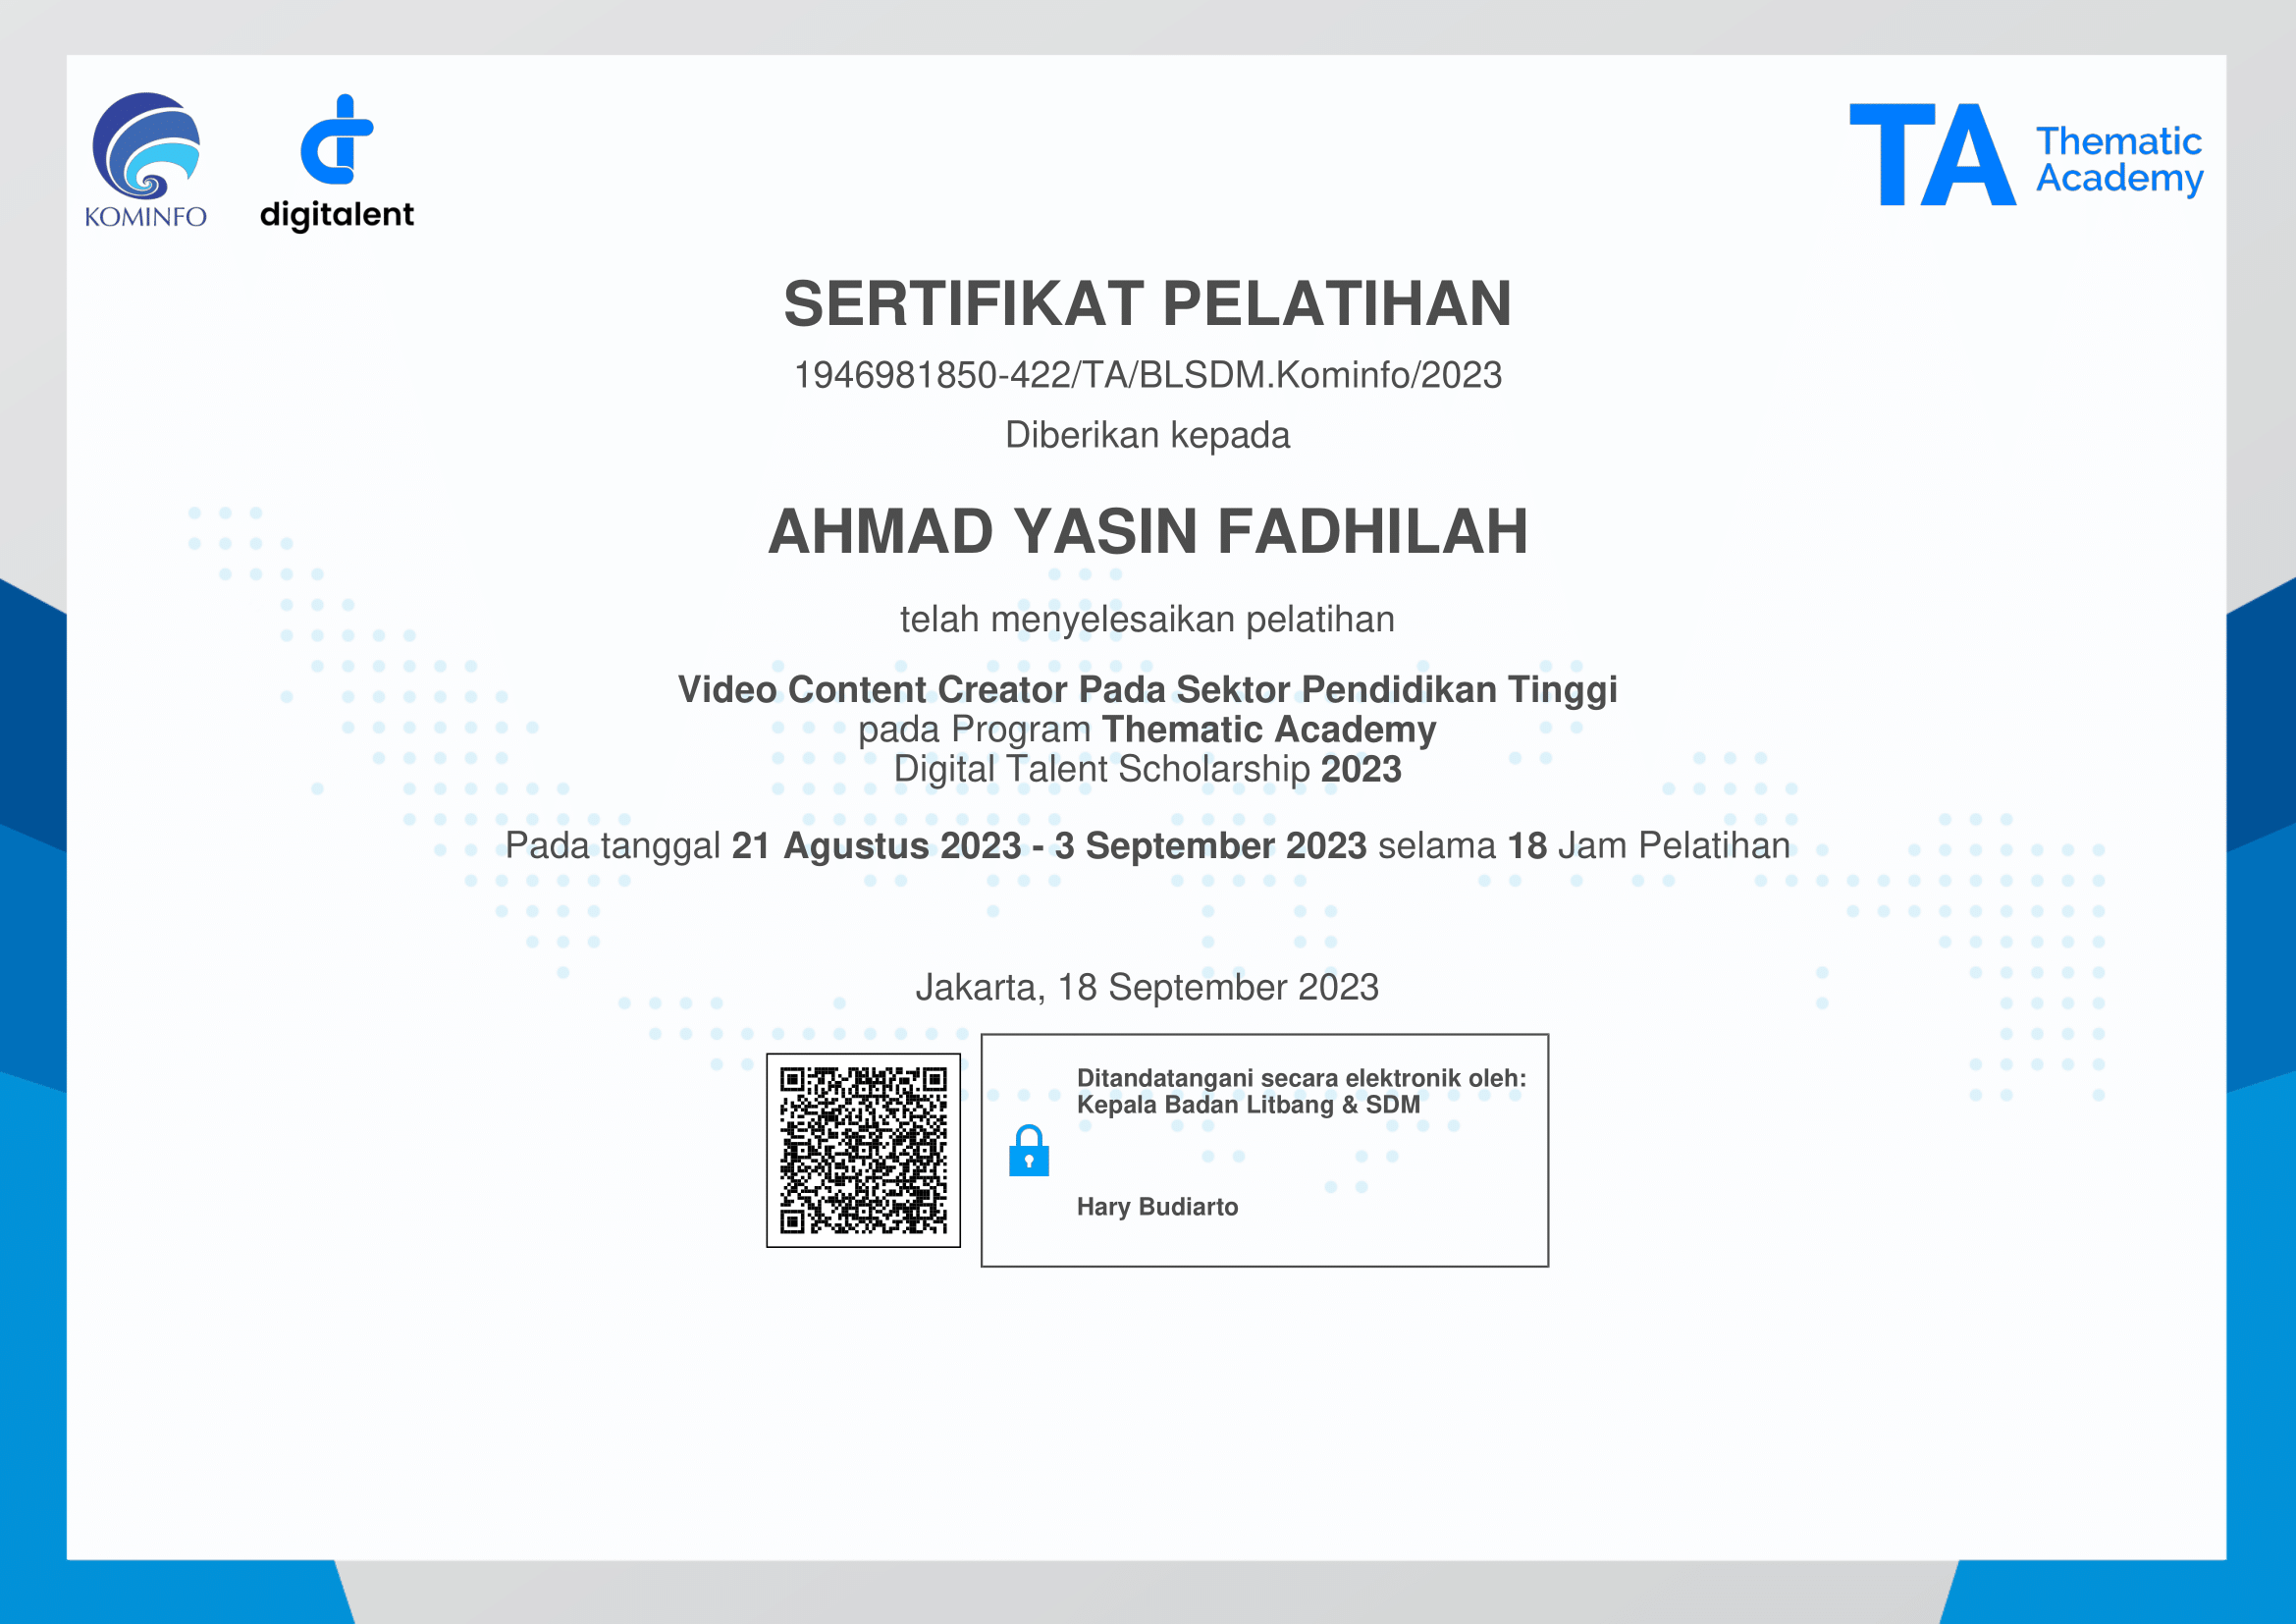 KOMINFO
digitalent
TA Thematic
Academy
SERTIFIKAT PELATIHAN
1946981850-422/TA/BLSDM.Kominfo/2023
Diberikan kepada
AHMAD YASIN FADHILAH
telah menyelesaikan pelatihan
Video Content Creator Pada Sektor Pendidikan Tinggi
pada Program Thematic Academy
Digital Talent Scholarship 2023
Pada tanggal 21 Agustus 2023 - 3 September 2023 selama 18 Jam Pelatihan
Jakarta, 18 September 2023
Ditandatangani secara elektronik oleh:
Kepala Badan Litbang & SDM
Hary Budiarto